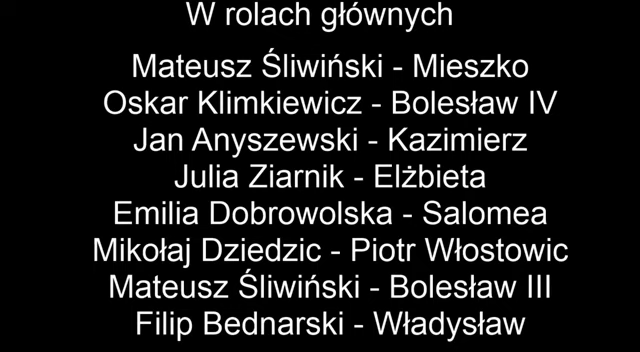 W rolach głównych
Mateusz Śliwiński - Mieszko
Oskar Klimkiewicz - Bolesław IV
Jan Anyszewski - Kazimierz
Julia Ziarnik - Elżbieta
Emilia Dobrowolska - Salomea
Mikołaj Dziedzic - Piotr Włostowic
Mateusz Śliwiński - Bolesław III
Filip Bednarski - Władysław